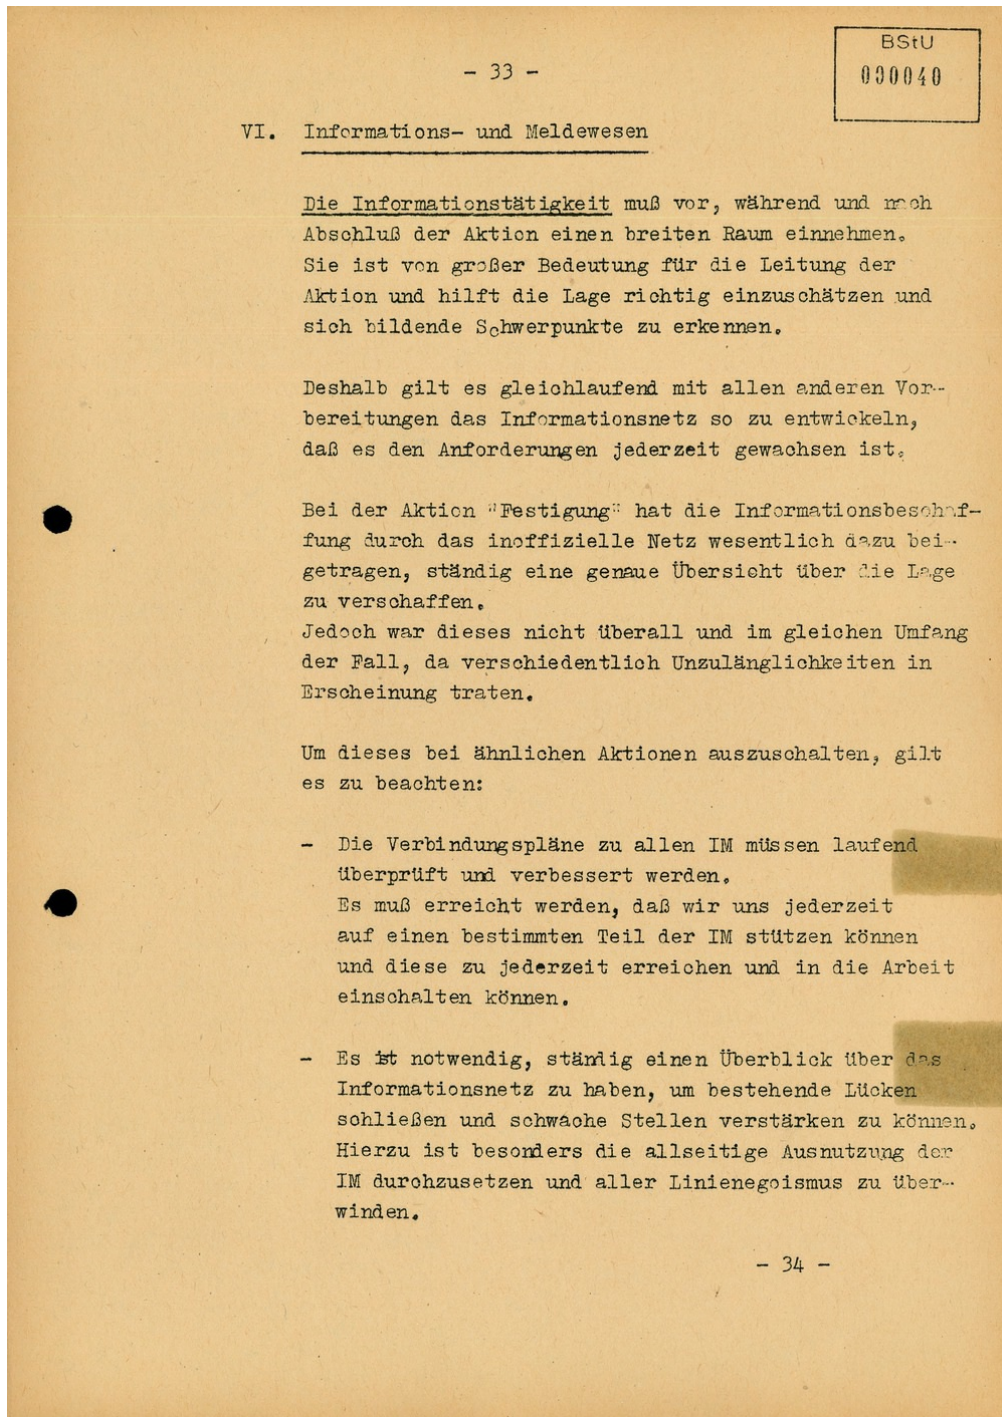 BStU
000040
- 33 -
VI. Informations- und Meldewesen
Die Informationstätigkeit muß vor, während und nach
Abschluß der Aktion einen breiten Raum einnehmen.
Sie ist von großer Bedeutung für die Leitung der
Aktion und hilft die Lage richtig einzuschätzen und
sich bildende Schwerpunkte zu erkennen.
Deshalb gilt es gleichlaufend mit allen anderen Vor-
bereitungen das Informationsnetz so zu entwickeln,
daß es den Anforderungen jederzeit gewachsen ist.
Bei der Aktion "Festigung" hat die Informationsbeschaf-
fung durch das inoffizielle Netz wesentlich dazu bei-
getragen, ständig eine genaue Übersicht über die Lage
zu verschaffen.
Jedoch war dieses nicht überall und im gleichen Umfang
der Fall, da verschiedentlich Unzulänglichkeiten in
Erscheinung traten.
Um dieses bei ähnlichen Aktionen auszuschalten, gilt
es zu beachten:
- Die Verbindungspläne zu allen IM müssen laufend
überprüft und verbessert werden.
Es muß erreicht werden, daß wir uns jederzeit
auf einen bestimmten Teil der IM stützen können
und diese zu jederzeit erreichen und in die Arbeit
einschalten können.
- Es ist notwendig, ständig einen Überblick über das
Informationsnetz zu haben, um bestehende Lücken
schließen und schwache Stellen verstärken zu können.
Hierzu ist besonders die allseitige Ausnutzung der
IM durchzusetzen und aller Linienegoismus zu über-
winden.
- 34 -